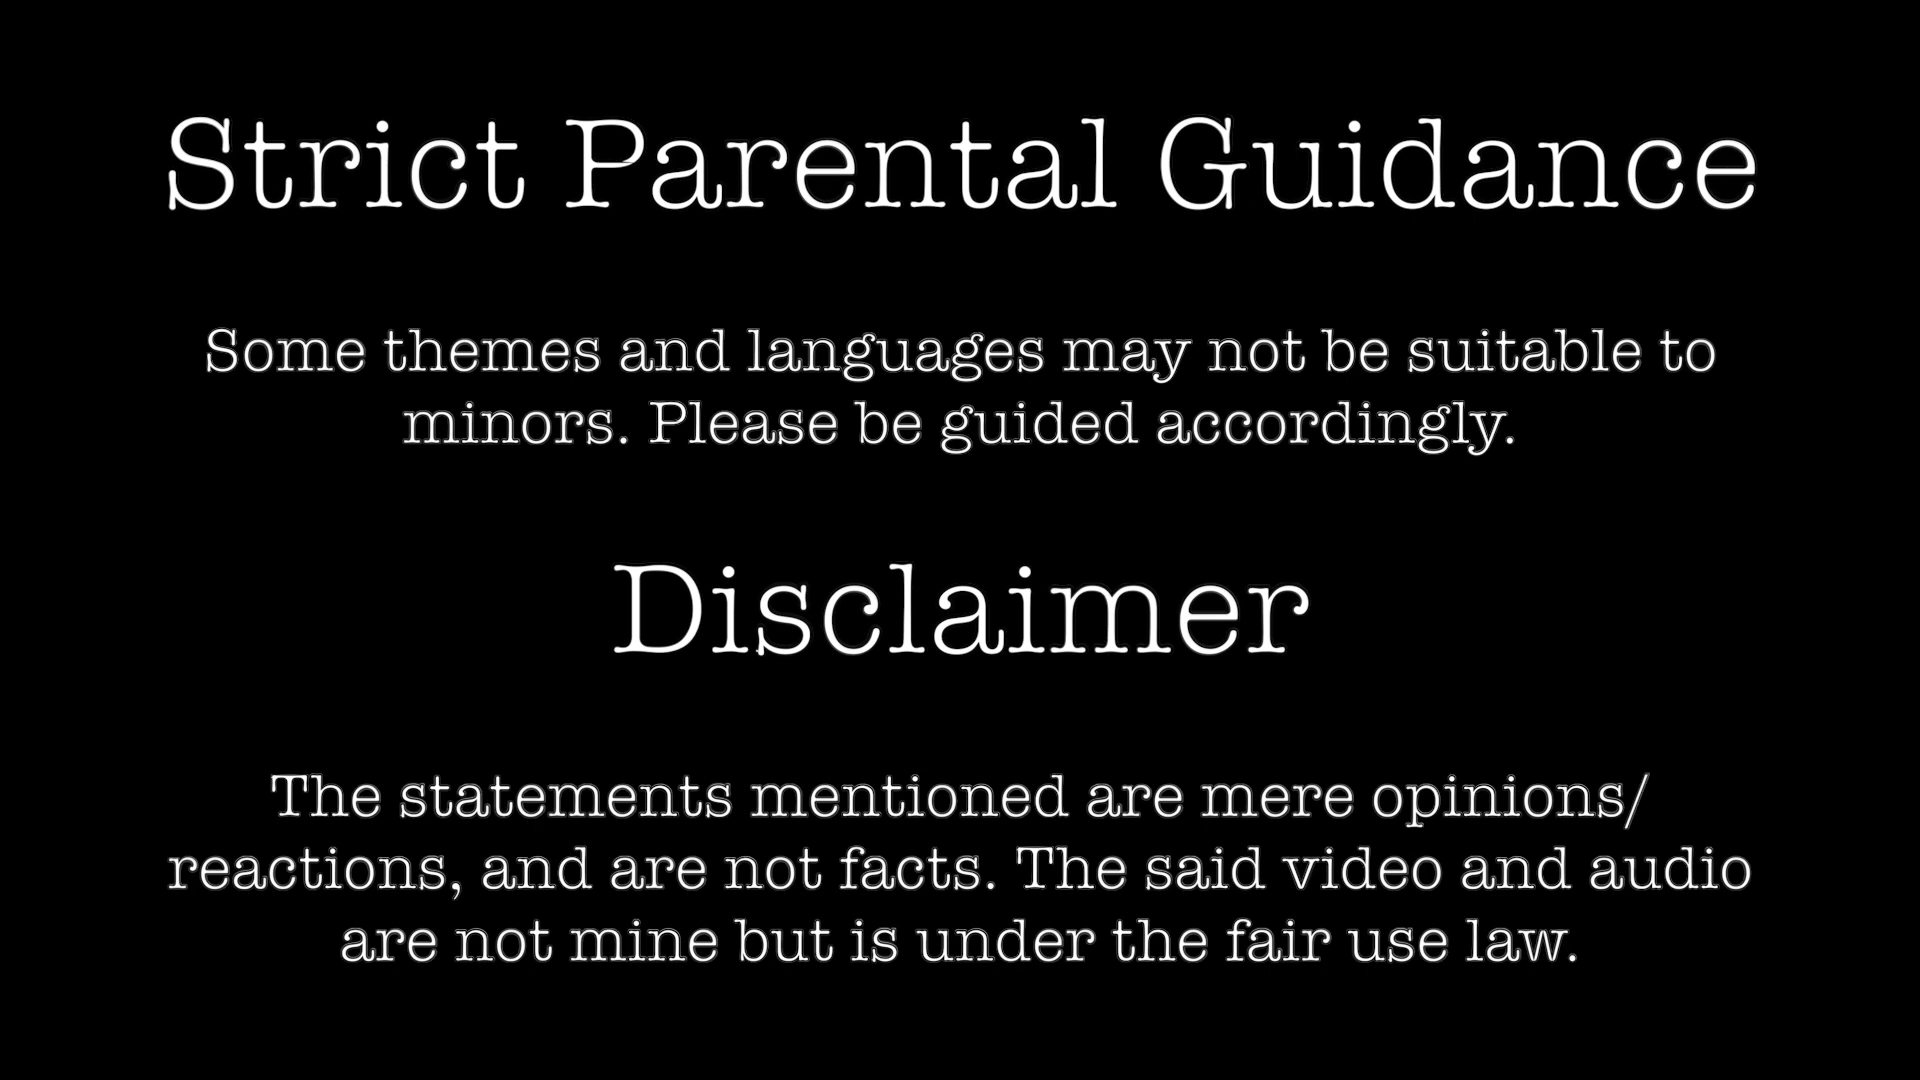 Strict Parental Guidance
Some themes and languages may not be suitable to
minors. Please be guided accordingly.
Disclaimer
The statements mentioned are mere opinions/
reactions, and are not facts. The said video and audio
are not mine but is under the fair use law.